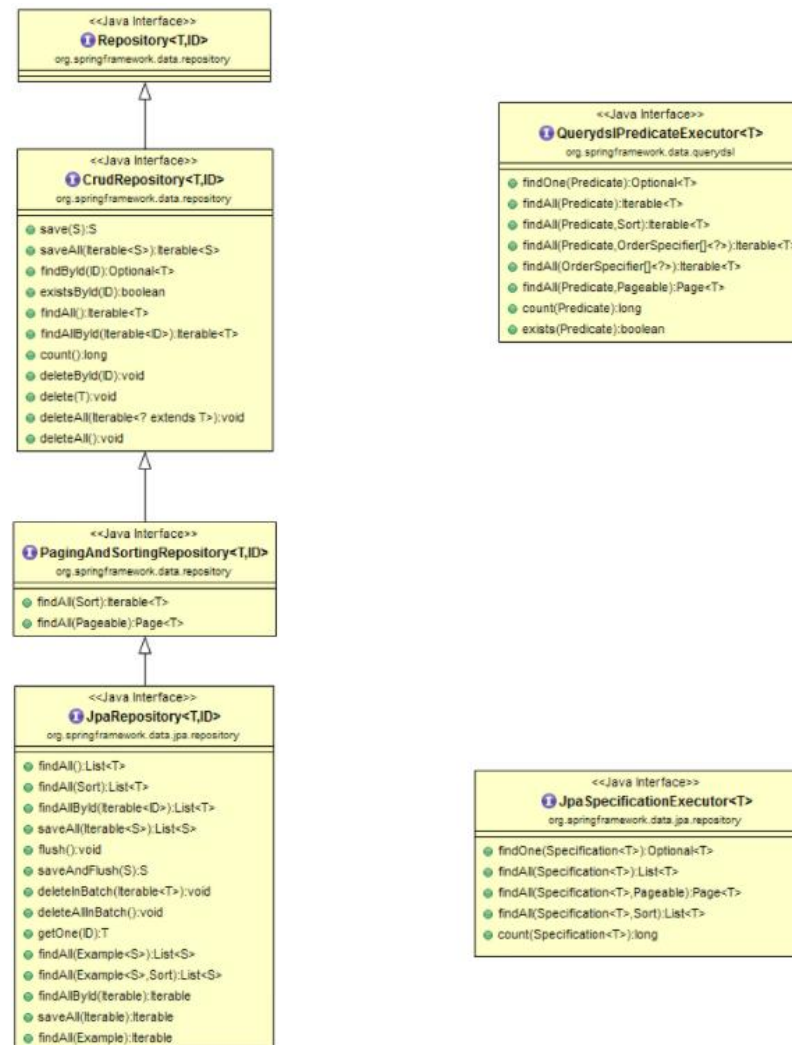 <<Java Interface>>
Repository<T,ID>
org.springframework.data.repository
<<Java Interface>>
CrudRepository<T,ID>
org.springframework.data.repository
save(S):S
saveAll(Iterable<S>):Iterable<S>
findById(ID):Optional<T>
existsById(ID):boolean
findAll():Iterable<T>
findAllById(Iterable<ID>):Iterable<T>
count():long
deleteById(ID):void
delete(T):void
deleteAll(Iterable<? extends T>):void
deleteAll():void
<<Java Interface>>
PagingAndSortingRepository<T,ID>
org.springframework.data.repository
findAll(Sort):Iterable<T>
findAll(Pageable):Page<T>
<<Java Interface>>
JpaRepository<T,ID>
org.springframework.data.jpa.repository
findAll():List<T>
findAll(Sort):List<T>
findAllById(Iterable<ID>):List<T>
saveAll(Iterable<S>):List<S>
flush():void
saveAndFlush(S):S
deleteInBatch(Iterable<T>):void
deleteAllInBatch():void
getOne(ID):T
findAll(Example<S>):List<S>
findAll(Example<S>,Sort):List<S>
findAllById(Iterable):Iterable
saveAll(Iterable):Iterable
findAll(Example):Iterable
<<Java Interface>>
QuerydslPredicateExecutor<T>
org.springframework.data.querydsl
findOne(Predicate):Optional<T>
findAll(Predicate):Iterable<T>
findAll(Predicate,Sort):Iterable<T>
findAll(Predicate,OrderSpecifier[]<?>):Iterable<T>
findAll(OrderSpecifier[]<?>):Iterable<T>
findAll(Predicate,Pageable):Page<T>
count(Predicate):long
exists(Predicate):boolean
<<Java Interface>>
JpaSpecificationExecutor<T>
org.springframework.data.jpa.repository
findOne(Specification<T>):Optional<T>
findAll(Specification<T>):List<T>
findAll(Specification<T>,Pageable):Page<T>
findAll(Specification<T>,Sort):List<T>
count(Specification<T>):long